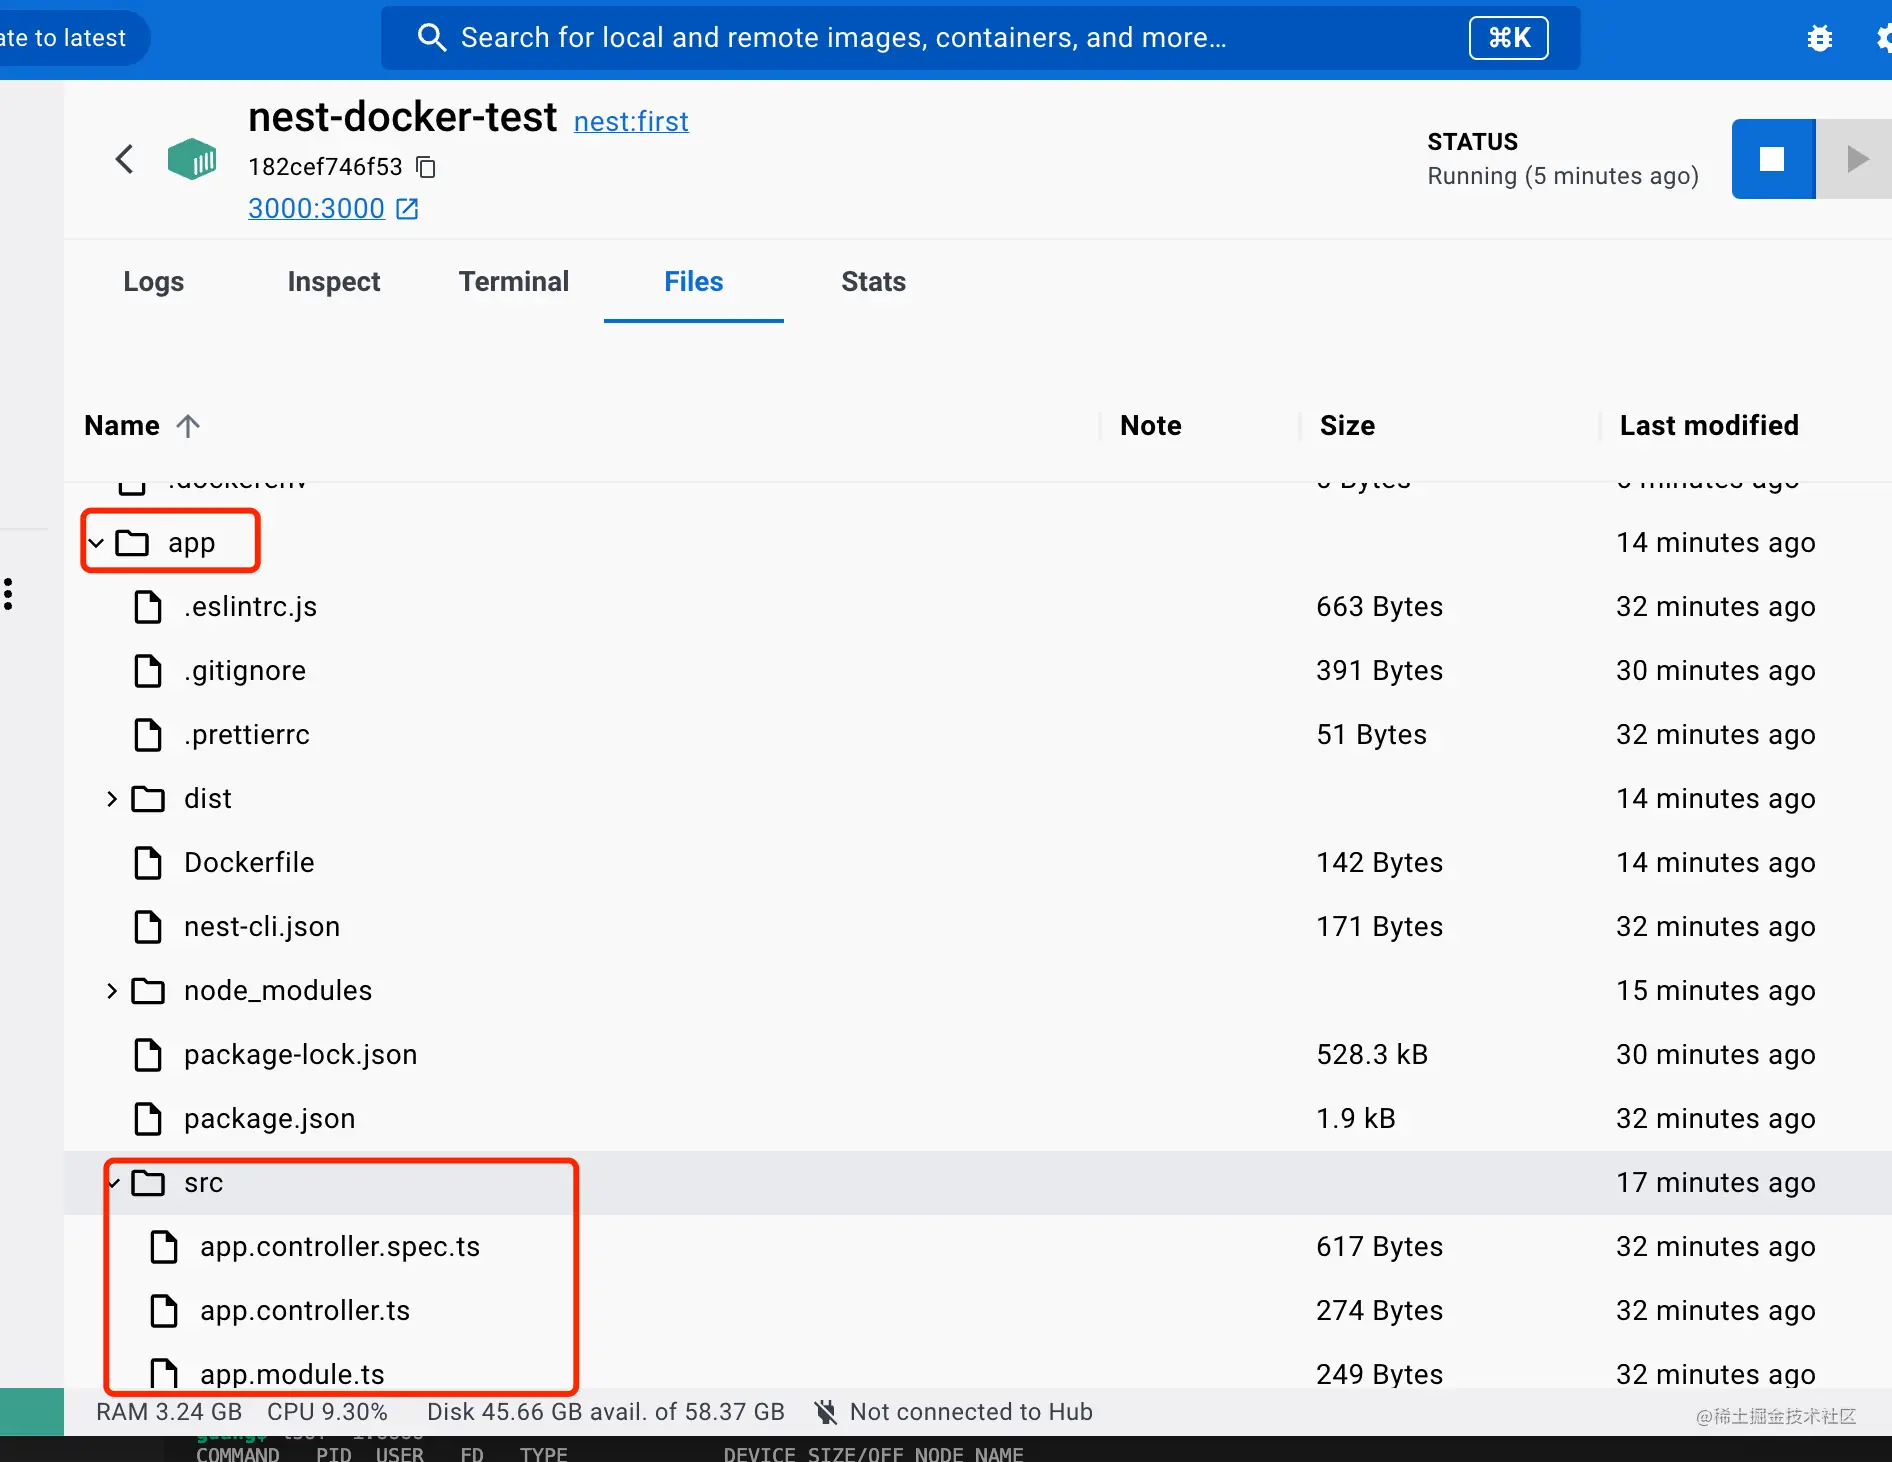 ate to latest
Search for local and remote images, containers, and more... ⌘K
nest-docker-test nest:first
182cef746f53
3000:3000
STATUS
Running (5 minutes ago)
Logs Inspect Terminal Files Stats
Name Note Size Last modified
.dockerenv 0 Bytes 6 minutes ago
app 14 minutes ago
.eslintrc.js 663 Bytes 32 minutes ago
.gitignore 391 Bytes 30 minutes ago
.prettierrc 51 Bytes 32 minutes ago
dist 14 minutes ago
Dockerfile 142 Bytes 14 minutes ago
nest-cli.json 171 Bytes 32 minutes ago
node_modules 15 minutes ago
package-lock.json 528.3 kB 30 minutes ago
package.json 1.9 kB 32 minutes ago
src 17 minutes ago
app.controller.spec.ts 617 Bytes 32 minutes ago
app.controller.ts 274 Bytes 32 minutes ago
app.module.ts 249 Bytes 32 minutes ago
RAM 3.24 GB CPU 9.30% Disk 45.66 GB avail. of 58.37 GB Not connected to Hub
@稀土掘金技术社区
COMMAND PID USER FD TYPE DEVICE SIZE/OFF NODE NAME